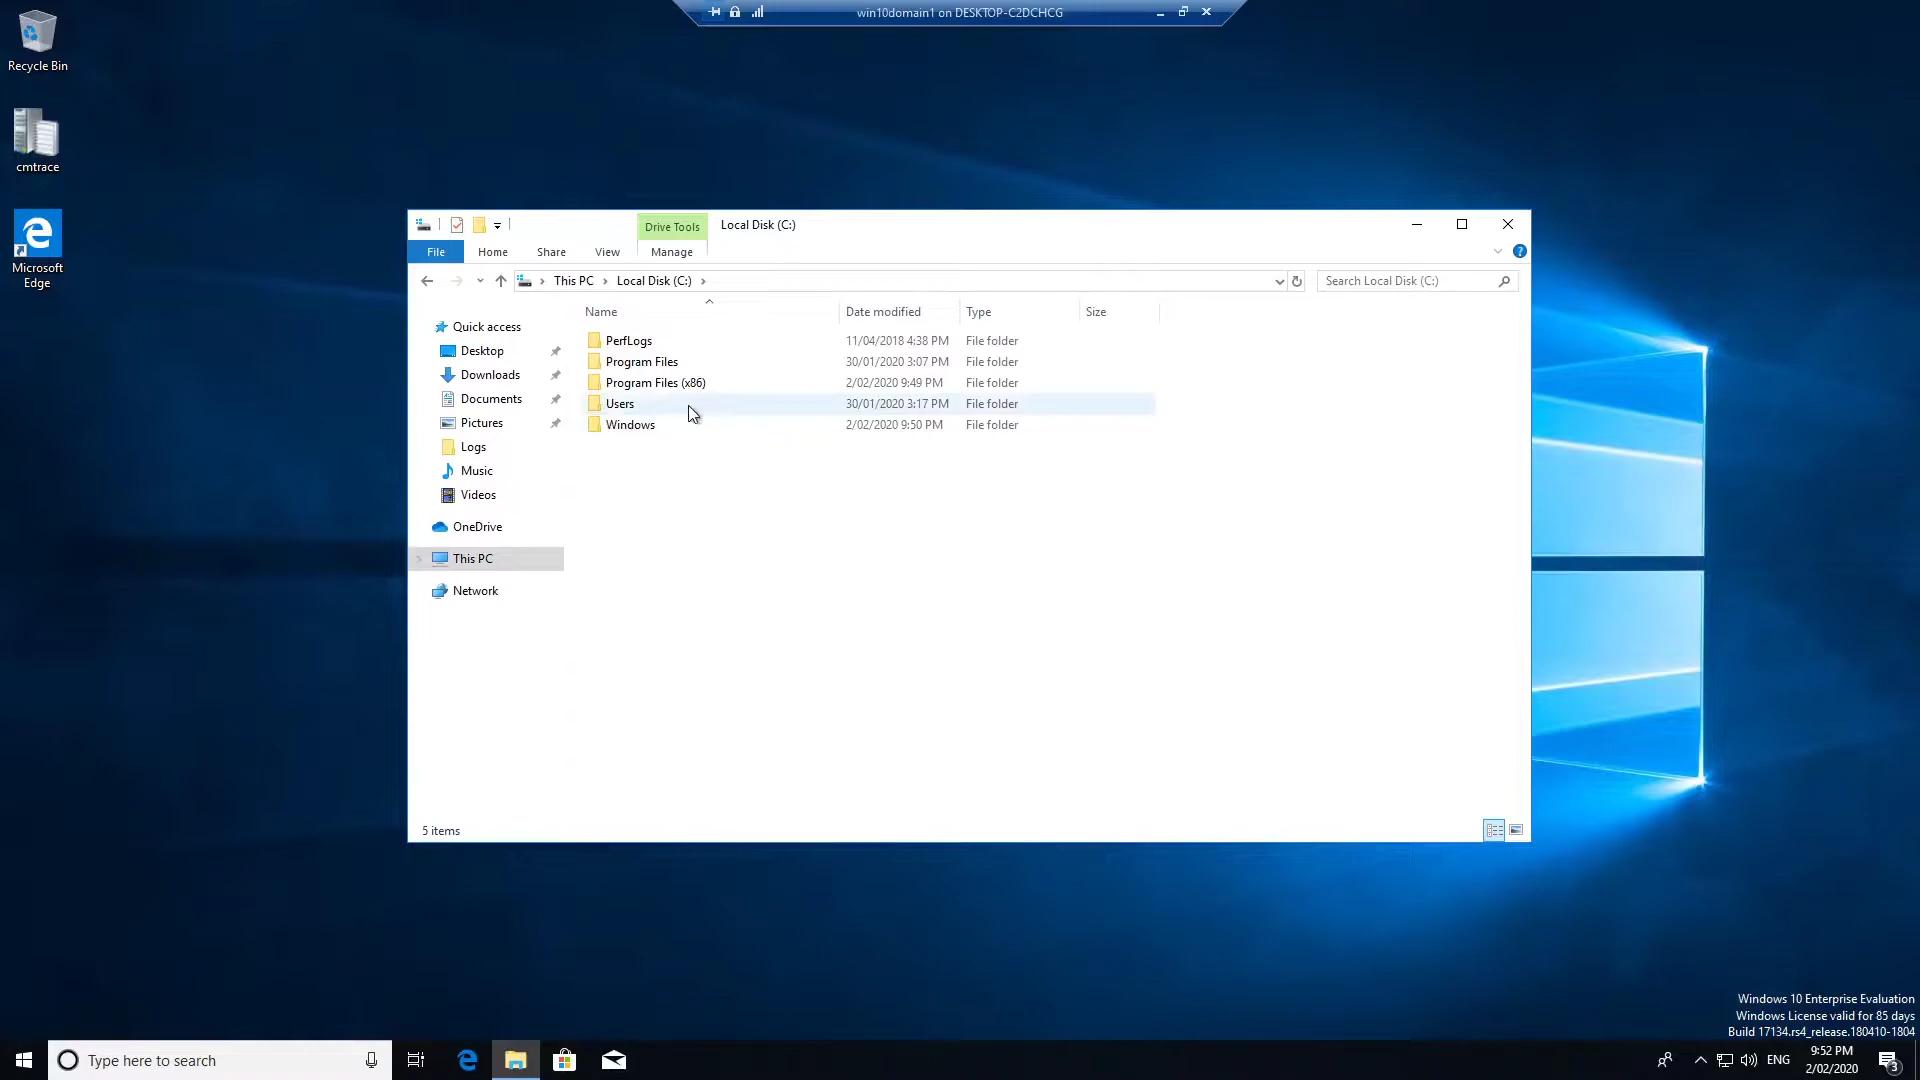 win10domain1 on DESKTOP-C2DCHCG
Recycle Bin
cmtrace
Microsoft
Edge
Drive Tools
Local Disk (C:)
File
Home
Share
View
Manage
This PC
Local Disk (C:)
Search Local Disk (C:)
Name
Date modified
Type
Size
PerfLogs 11/04/2018 4:38 PM File folder
Program Files 30/01/2020 3:07 PM File folder
Program Files (x86) 2/02/2020 9:49 PM File folder
Users 30/01/2020 3:17 PM File folder
Windows 2/02/2020 9:50 PM File folder
Quick access
Desktop
Downloads
Documents
Pictures
Logs
Music
Videos
OneDrive
This PC
Network
5 items
Windows 10 Enterprise Evaluation
Windows License valid for 85 days
Build 17134.rs4_release.180410-1804
Type here to search
ENG
9:52 PM
2/02/2020
3